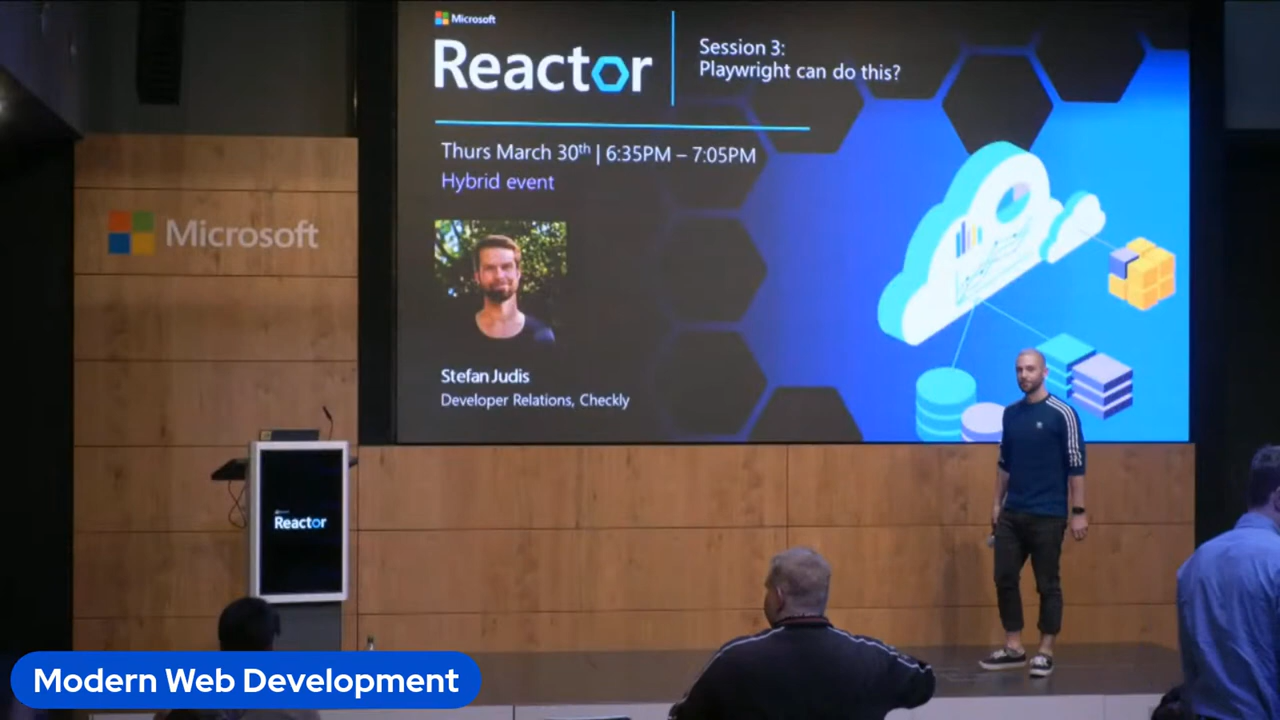 Microsoft
Reactor
Session 3:
Playwright can do this?
Thurs March 30th | 6:35PM – 7:05PM
Hybrid event
Stefan Judis
Developer Relations, Checkly
Microsoft
Reactor
Modern Web Development